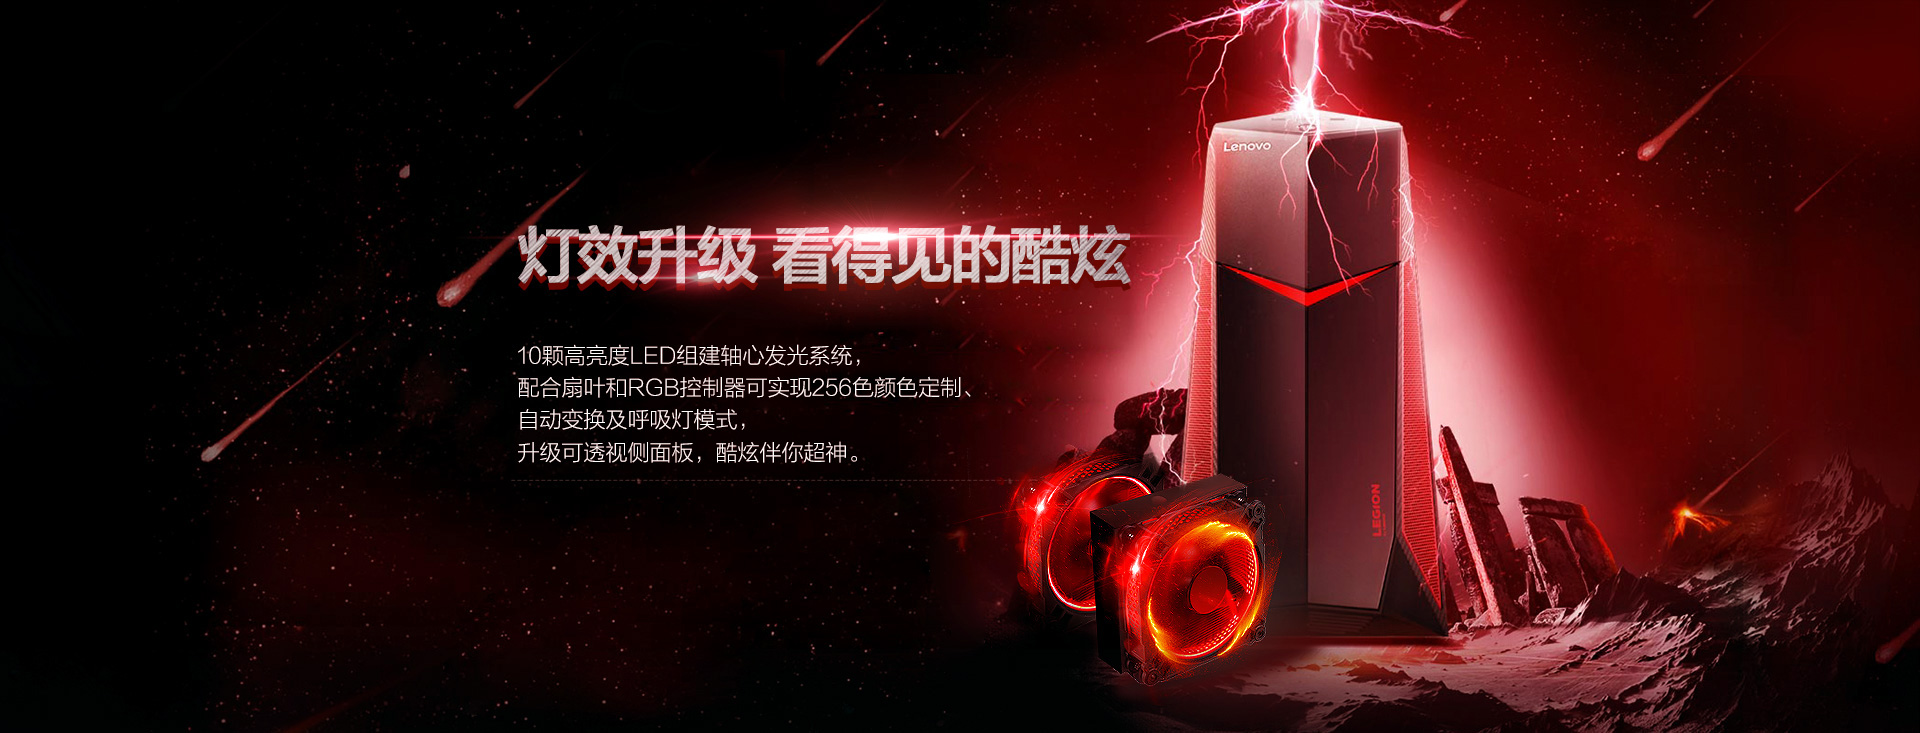 灯效升级 看得见的酷炫
10颗高亮度LED组建轴心发光系统，
配合扇叶和RGB控制器可实现256色颜色定制、
自动变换及呼吸灯模式，
升级可透视侧面板，酷炫伴你超神。
Lenovo
LEGION